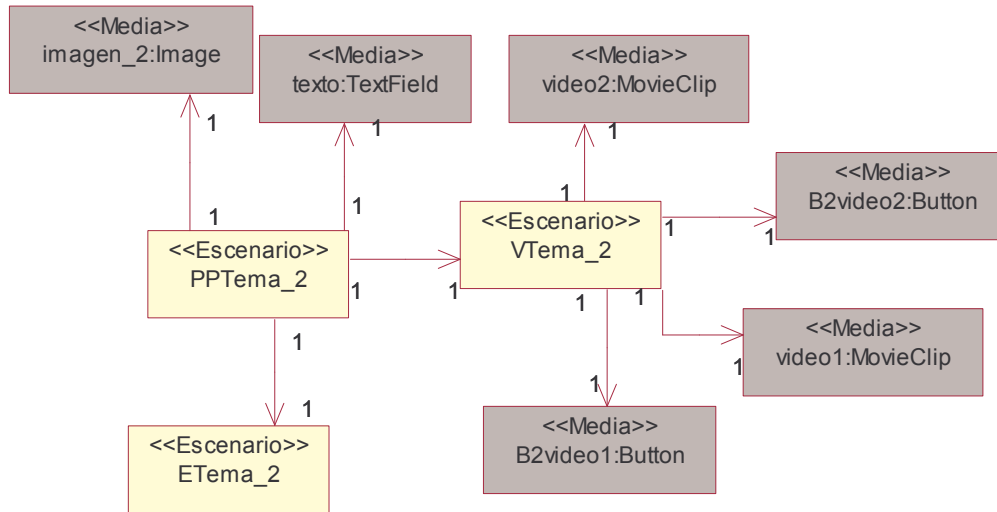 <<Media>>
imagen_2:Image
<<Media>>
texto:TextField
<<Media>>
video2:MovieClip
1
1
1
<<Media>>
B2video2:Button
1
1
1
<<Escenario>>
VTema_2
1
1
1
<<Escenario>>
PPTema_2
1
1
1
1
<<Media>>
video1:MovieClip
1
1
1
1
<<Media>>
B2video1:Button
<<Escenario>>
ETema_2